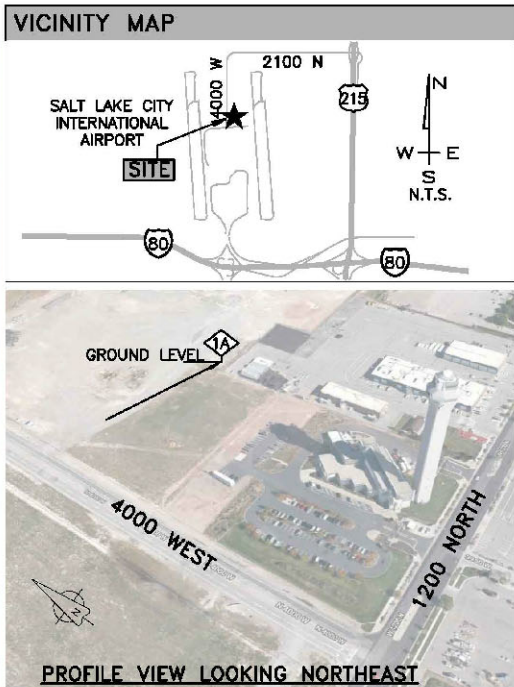 VICINITY MAP
4000 W
2100 N
215
SALT LAKE CITY
INTERNATIONAL
AIRPORT
SITE
N
W E
S
N.T.S.
80
80
1A
GROUND LEVEL
4000 WEST
1200 NORTH
N
PROFILE VIEW LOOKING NORTHEAST